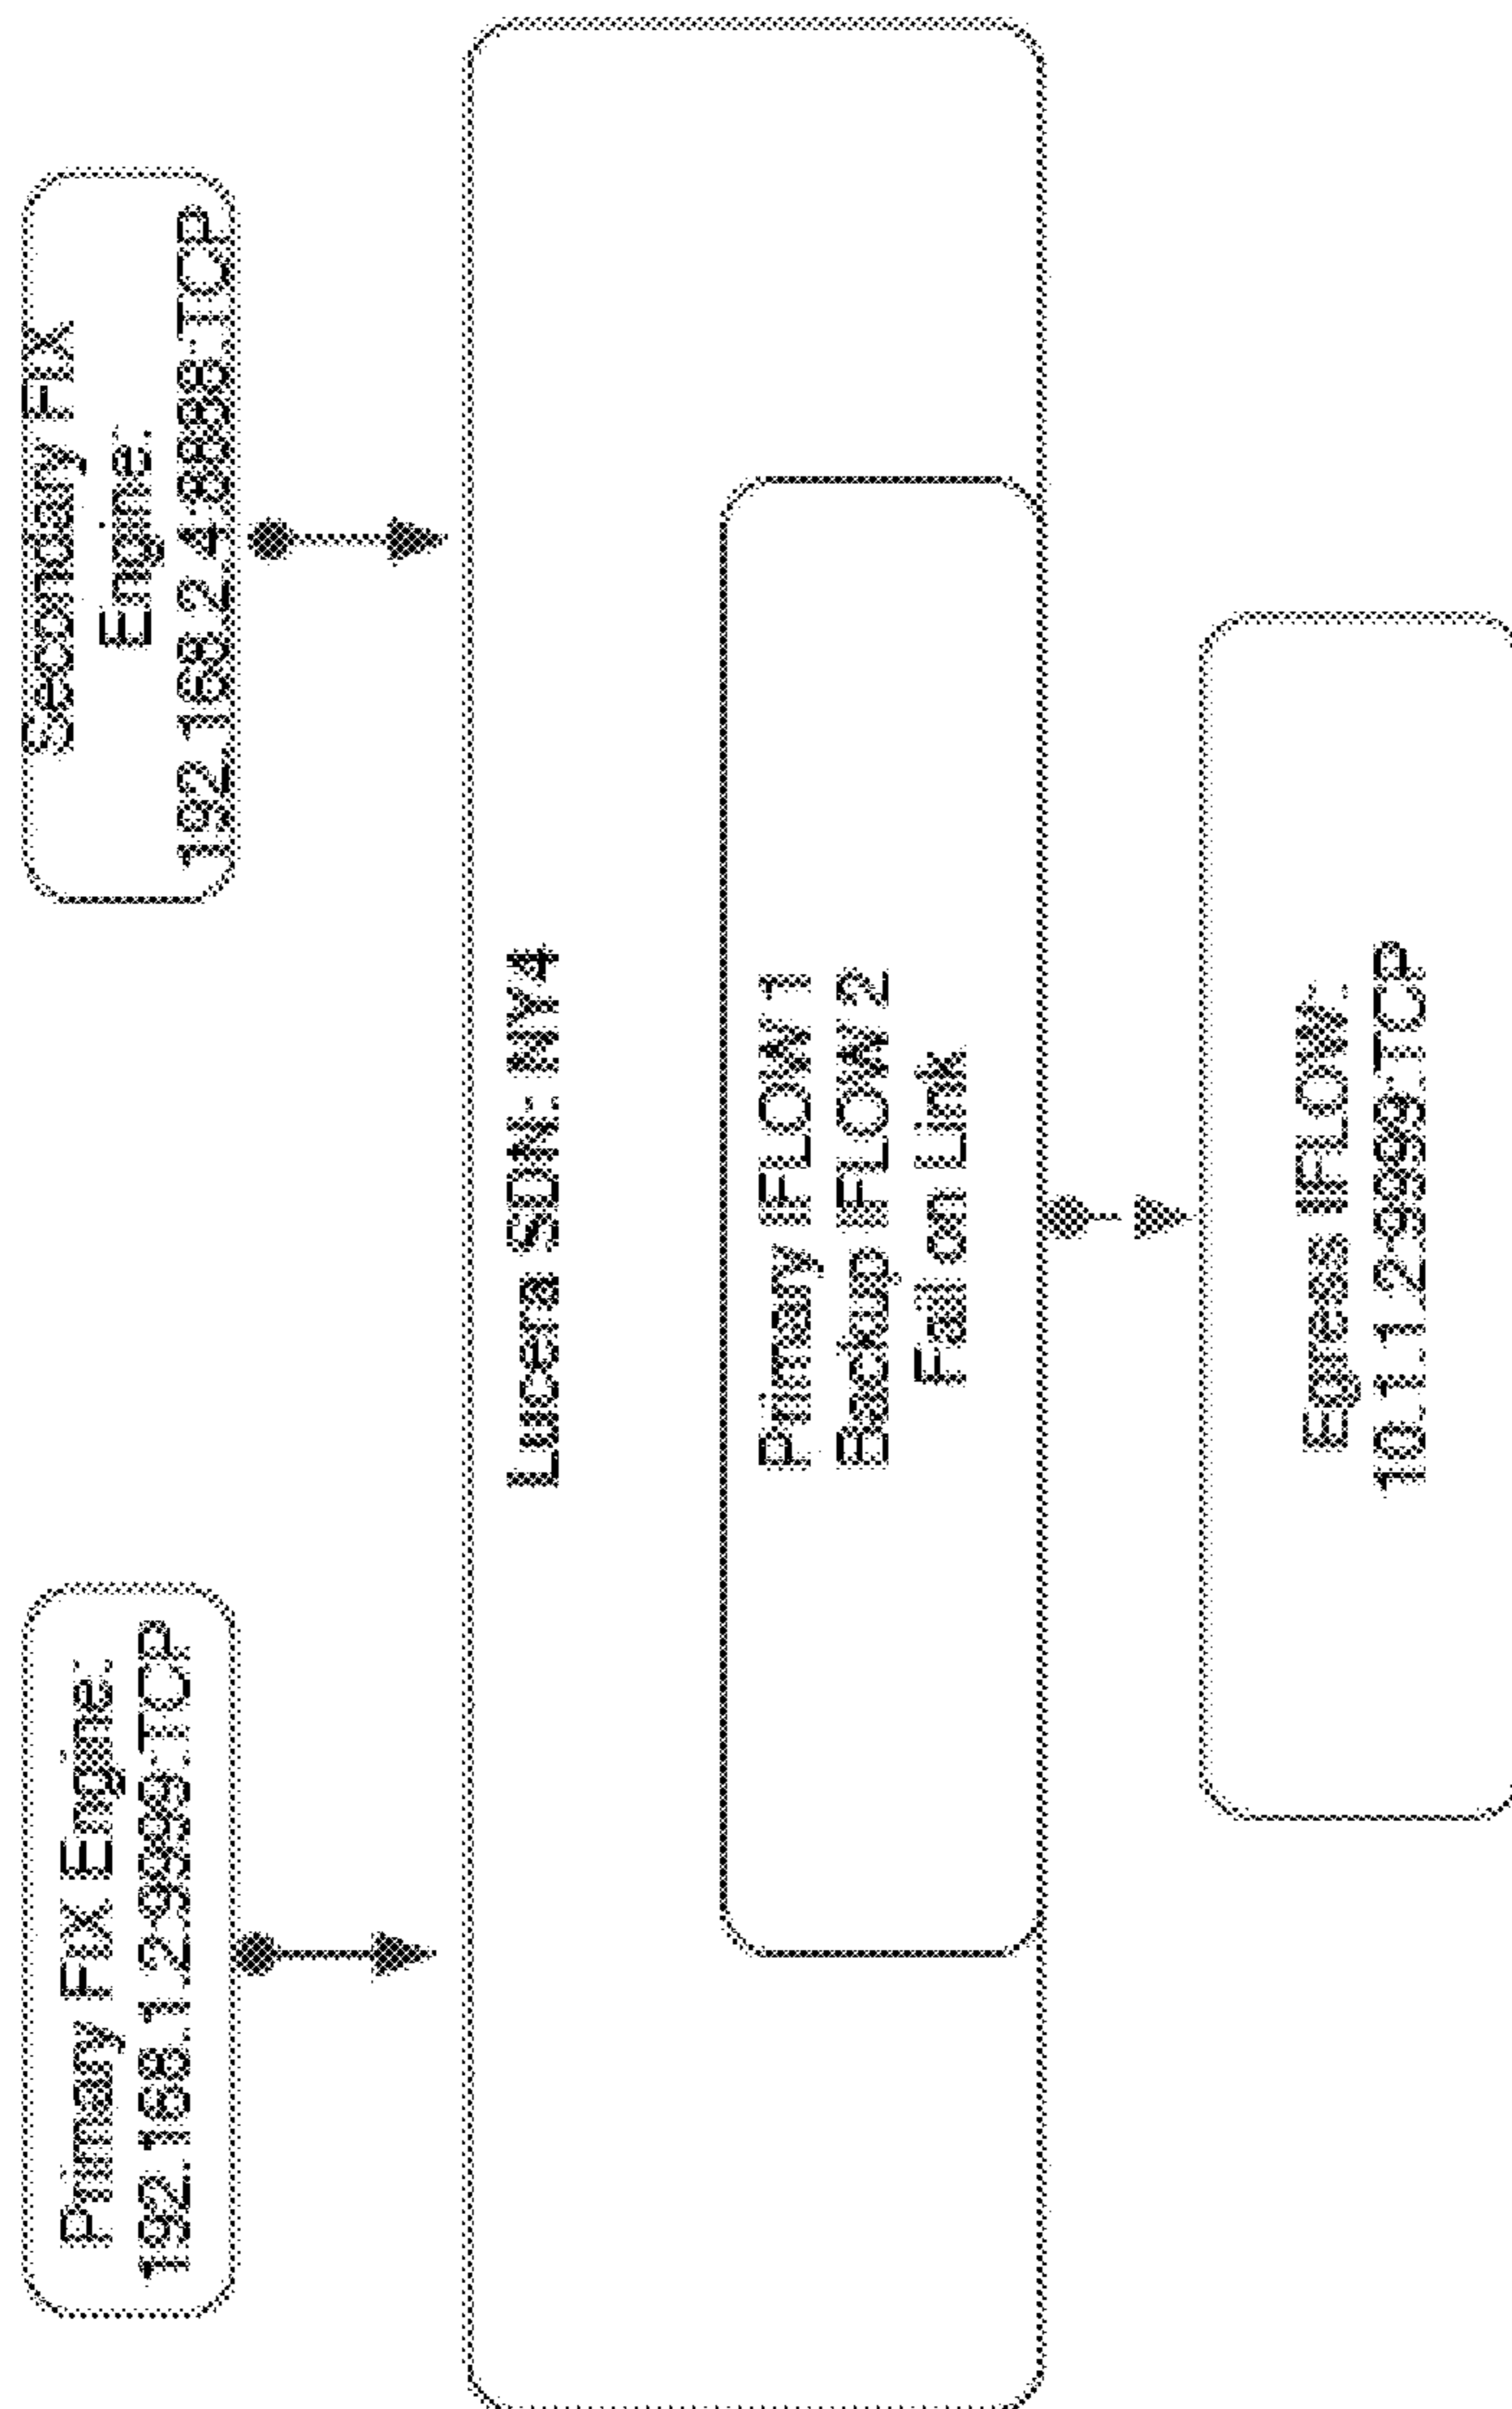 Primary FIX Engine:
192.168.1.2:9999:TCP
Secondary FIX
Engine:
192.168.2.4:8888:TCP
Lucera SDN: NY4
Primary IFLOW 1
Backup IFLOW 2
Fail on Link
Egress IFLOW:
10.1.1.2:9999:TCP